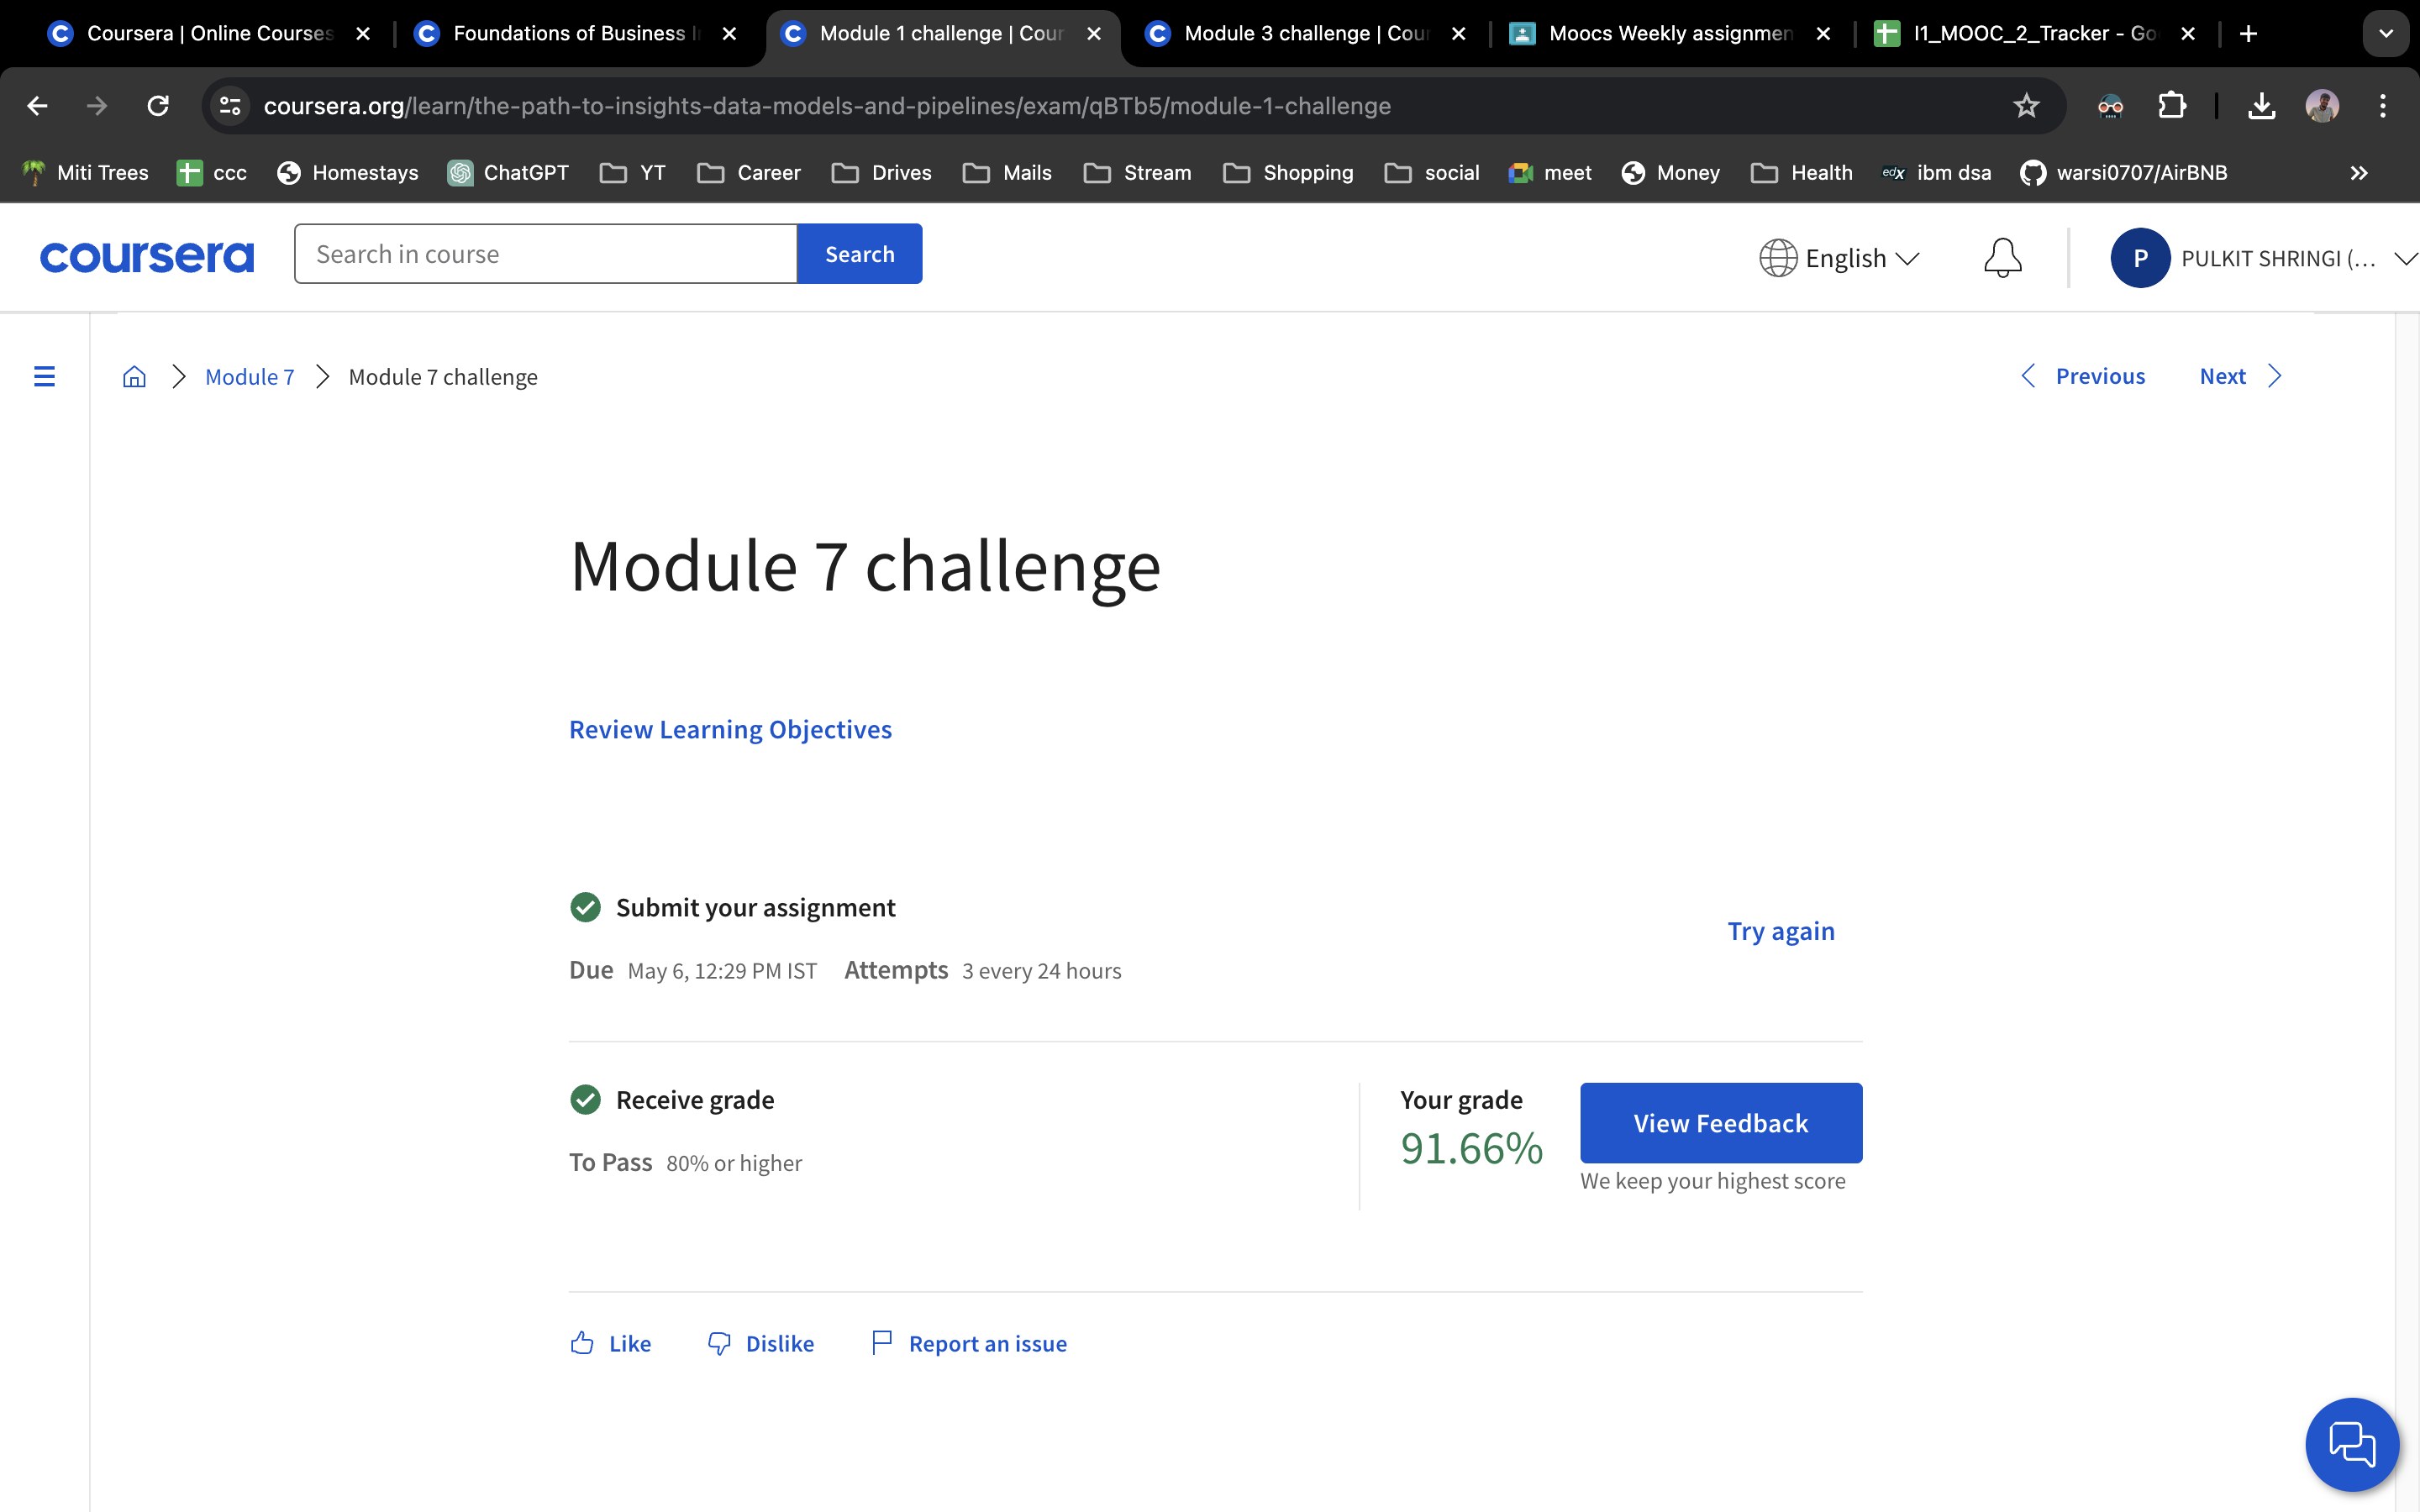 Coursera | Online Courses
Foundations of Business I
Module 1 challenge | Cour
Module 3 challenge | Cou
Moocs Weekly assignmen
I1_MOOC_2_Tracker - Go
coursera.org/learn/the-path-to-insights-data-models-and-pipelines/exam/qBTb5/module-1-challenge
Miti Trees
ccc
Homestays
ChatGPT
YT
Career
Drives
Mails
Stream
Shopping
social
meet
Money
Health
edX ibm dsa
warsi0707/AirBNB
coursera
Search in course
Search
English
P
PULKIT SHRINGI (...
Module 7
Module 7 challenge
Previous
Next
Module 7 challenge
Review Learning Objectives
Submit your assignment
Due May 6, 12:29 PM IST Attempts 3 every 24 hours
Try again
Receive grade
To Pass 80% or higher
Your grade
91.66%
View Feedback
We keep your highest score
Like
Dislike
Report an issue